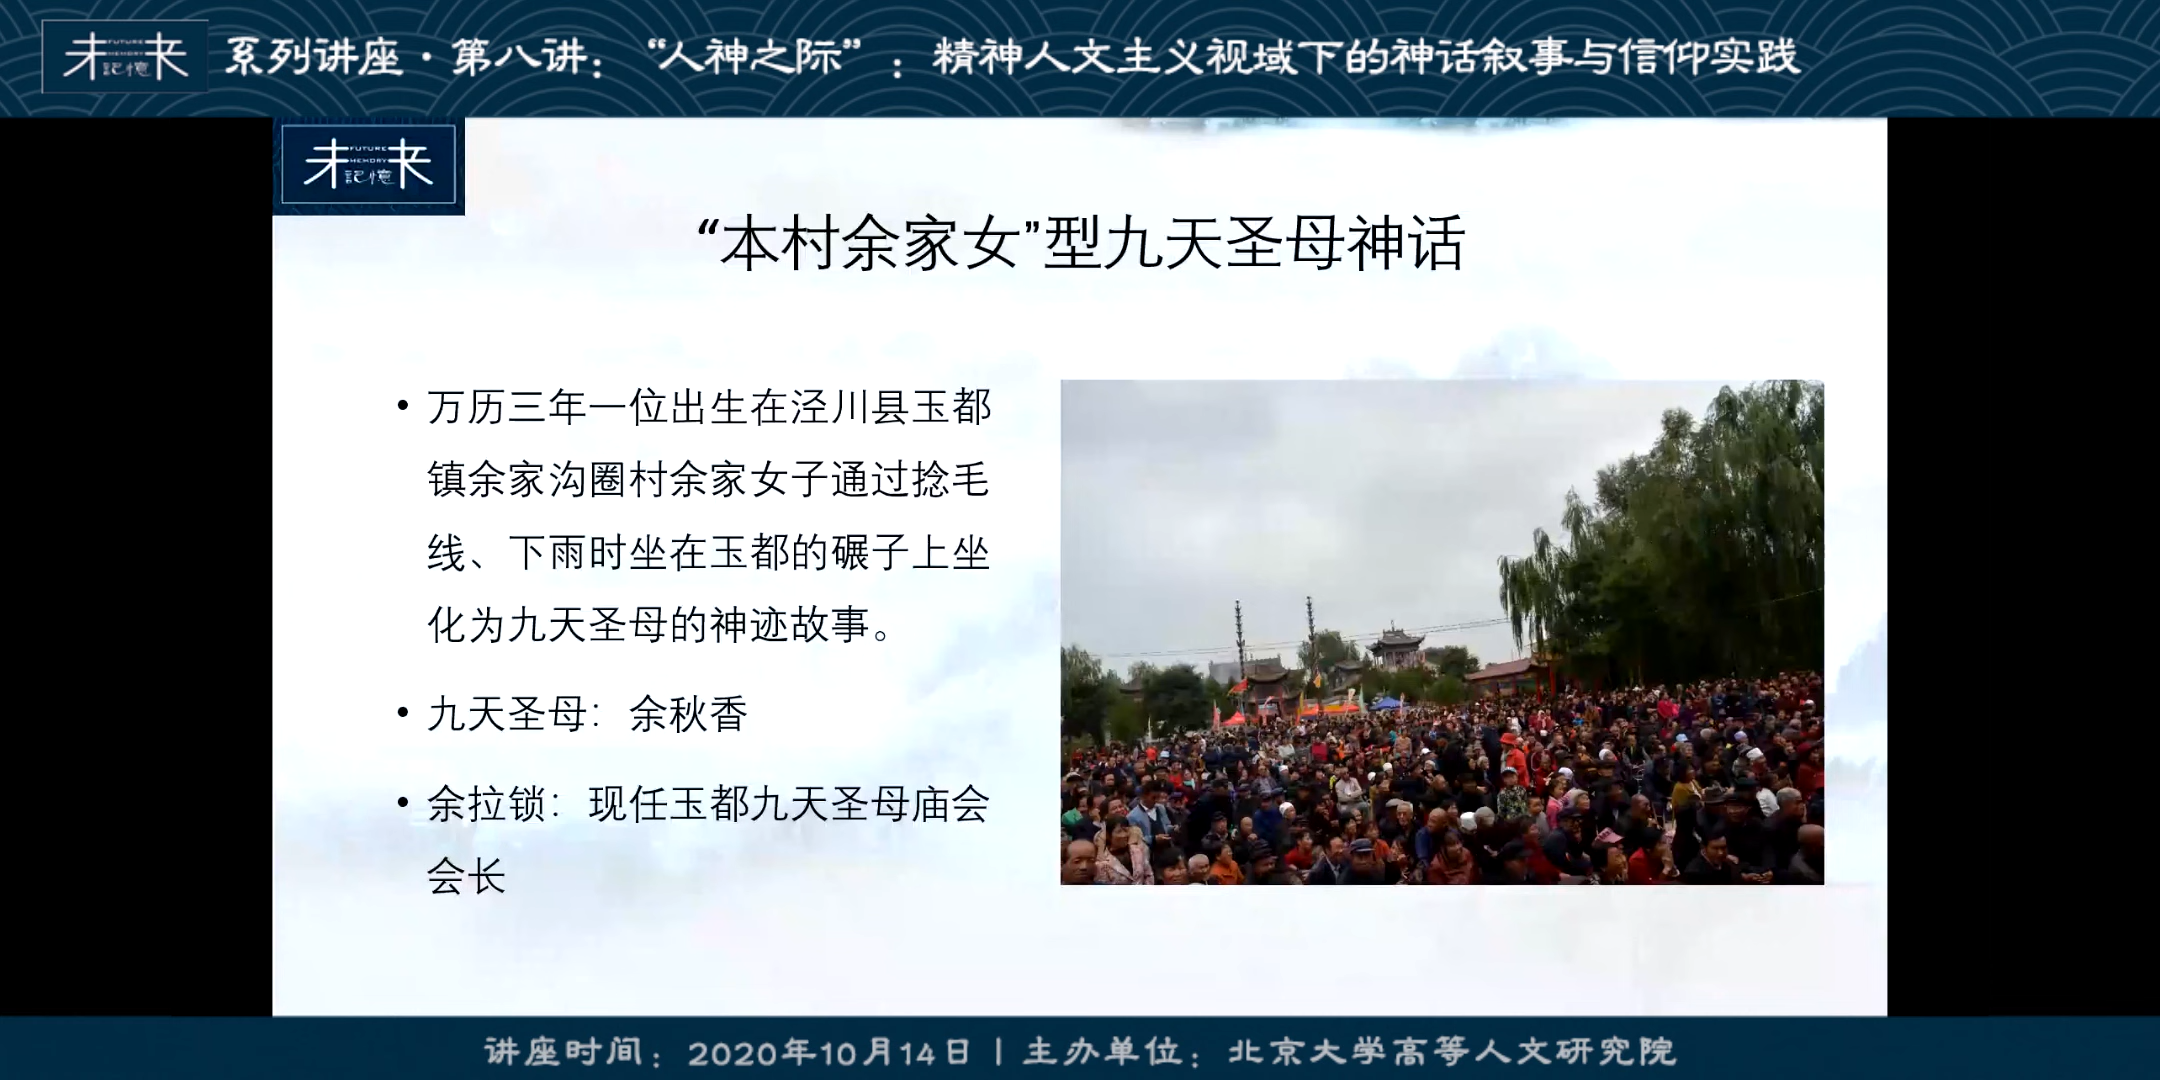 未来
記憶
系列讲座·第八讲：“人神之际”：精神人文主义视域下的神话叙事与信仰实践
未来
FUTURE
MEMORY
記憶
“本村余家女”型九天圣母神话
• 万历三年一位出生在泾川县玉都
镇余家沟圈村余家女子通过捻毛
线、下雨时坐在玉都的碾子上坐
化为九天圣母的神迹故事。
• 九天圣母：余秋香
• 余拉锁：现任玉都九天圣母庙会
会长
讲座时间：2020年10月14日丨主办单位：北京大学高等人文研究院